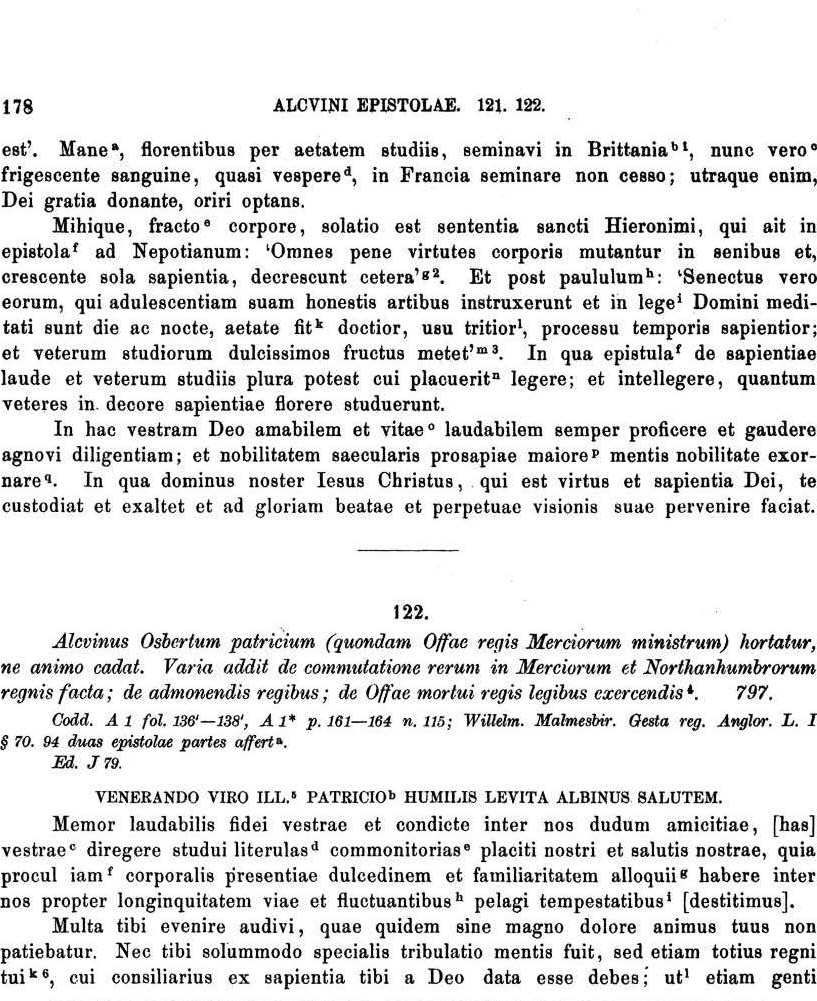 178 ALCVINI EPISTOLAE. 121. 122.
est'. Mane ᵃ, florentibus per aetatem studiis, seminavi in Brittania ᵇ ¹, nunc vero ᶜ
frigescente sanguine, quasi vespere ᵈ, in Francia seminare non cesso; utraque enim,
Dei gratia donante, oriri optans.
Mihique, fracto ᵉ corpore, solatio est sententia sancti Hieronimi, qui ait in
epistola ᶠ ad Nepotianum: 'Omnes pene virtutes corporis mutantur in senibus et,
crescente sola sapientia, decrescunt cetera' ᵍ ². Et post paululum ʰ: 'Senectus vero
eorum, qui adulescentiam suam honestis artibus instruxerunt et in lege ⁱ Domini medi-
tati sunt die ac nocte, aetate fit ᵏ doctior, usu tritior ˡ, processu temporis sapientior;
et veterum studiorum dulcissimos fructus metet' ᵐ ³. In qua epistula ᶠ de sapientiae
laude et veterum studiis plura potest cui placuerit ⁿ legere; et intellegere, quantum
veteres in decore sapientiae florere studuerunt.
In hac vestram Deo amabilem et vitae ᵒ laudabilem semper proficere et gaudere
agnovi diligentiam; et nobilitatem saecularis prosapiae maiore ᵖ mentis nobilitate exor-
nare q. In qua dominus noster Iesus Christus, qui est virtus et sapientia Dei, te
custodiat et exaltet et ad gloriam beatae et perpetuae visionis suae pervenire faciat.
122.
Alcvinus Osbertum patricium (quondam Offae regis Merciorum ministrum) hortatur,
ne animo cadat. Varia addit de commutatione rerum in Merciorum et Northanhumbrorum
regnis facta; de admonendis regibus; de Offae mortui regis legibus exercendis ⁴. 797.
Codd. A 1 fol. 136'—138', A 1* p. 161—164 n. 115; Willelm. Malmesbir. Gesta reg. Anglor. L. I
§ 70. 94 duas epistolae partes affert ᵃ.
Ed. J 79.
VENERANDO VIRO ILL. ⁵ PATRICIO ᵇ HUMILIS LEVITA ALBINUS SALUTEM.
Memor laudabilis fidei vestrae et condicte inter nos dudum amicitiae, [has]
vestrae ᶜ diregere studui literulas ᵈ commonitorias ᵉ placiti nostri et salutis nostrae, quia
procul iam ᶠ corporalis presentiae dulcedinem et familiaritatem alloquii ᵍ habere inter
nos propter longinquitatem viae et fluctuantibus ʰ pelagi tempestatibus ⁱ [destitimus].
Multa tibi evenire audivi, quae quidem sine magno dolore animus tuus non
patiebatur. Nec tibi solummodo specialis tribulatio mentis fuit, sed etiam totius regni
tui ᵏ ⁶, cui consiliarius ex sapientia tibi a Deo data esse debes; ut ˡ etiam genti